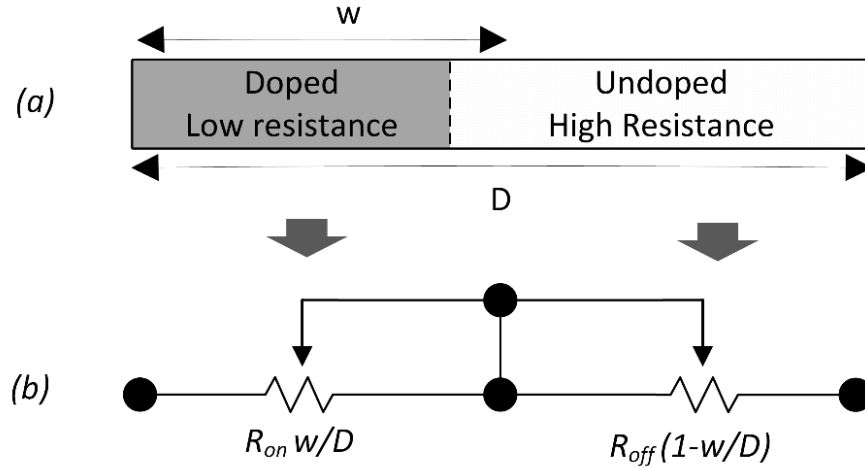 w
(a)
Doped
Low resistance
Undoped
High Resistance
D
(b)
R_on w/D
R_off (1-w/D)